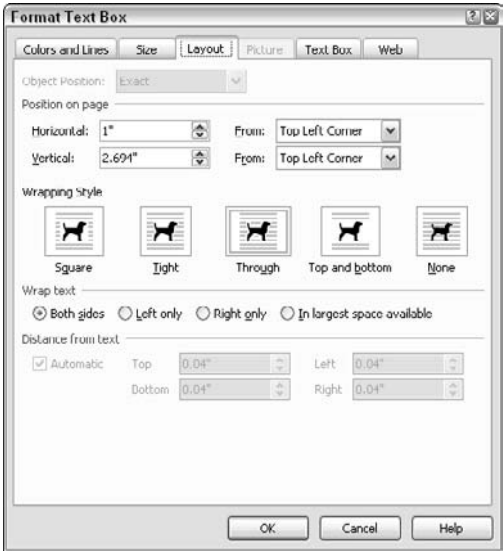 Format Text Box
Colors and Lines Size Layout Picture Text Box Web
Object Position: Exact
Position on page
Horizontal: 1" From: Top Left Corner
Vertical: 2.694" From: Top Left Corner
Wrapping Style
Square Tight Through Top and bottom None
Wrap text
Both sides Left only Right only In largest space available
Distance from text
Automatic Top 0.04" Left 0.04"
Bottom 0.04" Right 0.04"
OK Cancel Help